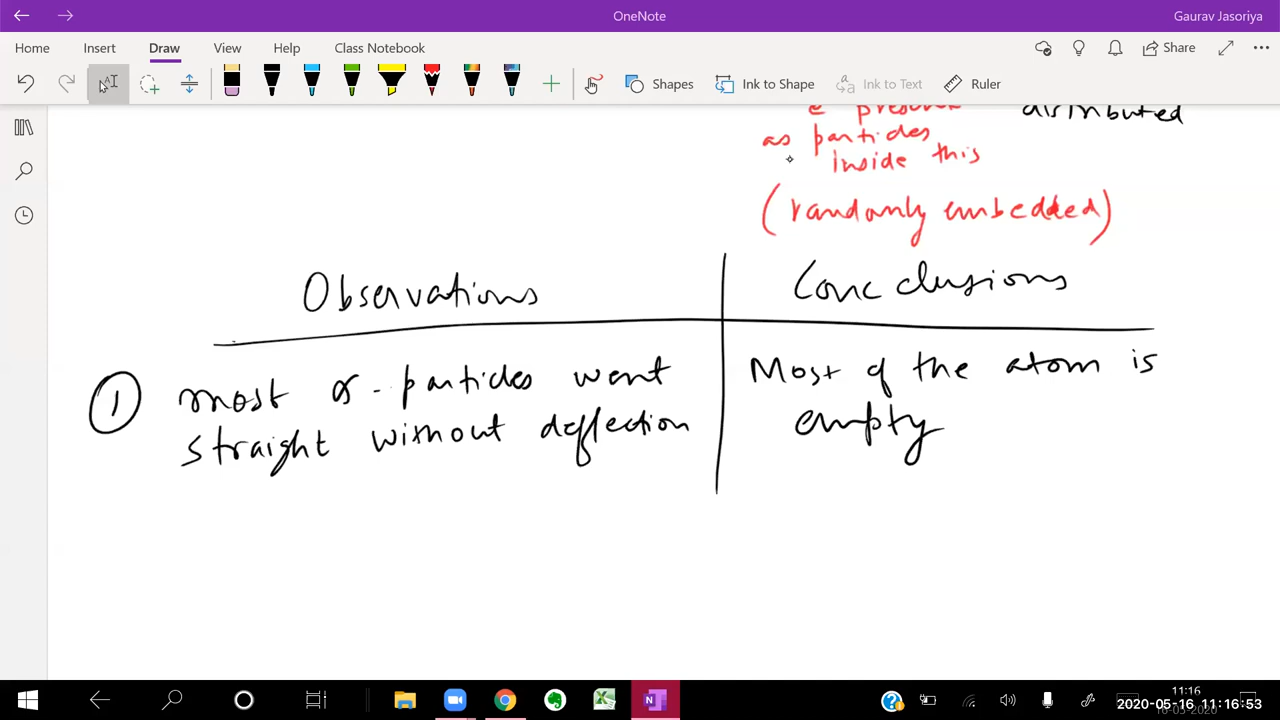 OneNote
Gaurav Jasoriya
Home Insert Draw View Help Class Notebook
Share
Shapes
Ink to Shape
Ink to Text
Ruler
distributed
as particles
inside this
(randomly embedded)
Observations
Conclusions
① most α-particles went
straight without deflection
Most of the atom is
empty
11:16
2020-05-16 11:16:53